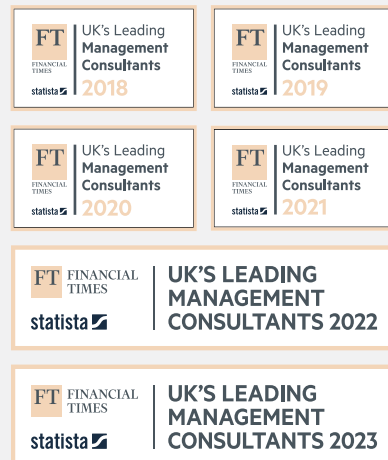 FT
FINANCIAL
TIMES
statista
UK's Leading
Management
Consultants
2018
FT
FINANCIAL
TIMES
statista
UK's Leading
Management
Consultants
2019
FT
FINANCIAL
TIMES
statista
UK's Leading
Management
Consultants
2020
FT
FINANCIAL
TIMES
statista
UK's Leading
Management
Consultants
2021
FT FINANCIAL
TIMES
statista
UK'S LEADING
MANAGEMENT
CONSULTANTS 2022
FT FINANCIAL
TIMES
statista
UK'S LEADING
MANAGEMENT
CONSULTANTS 2023